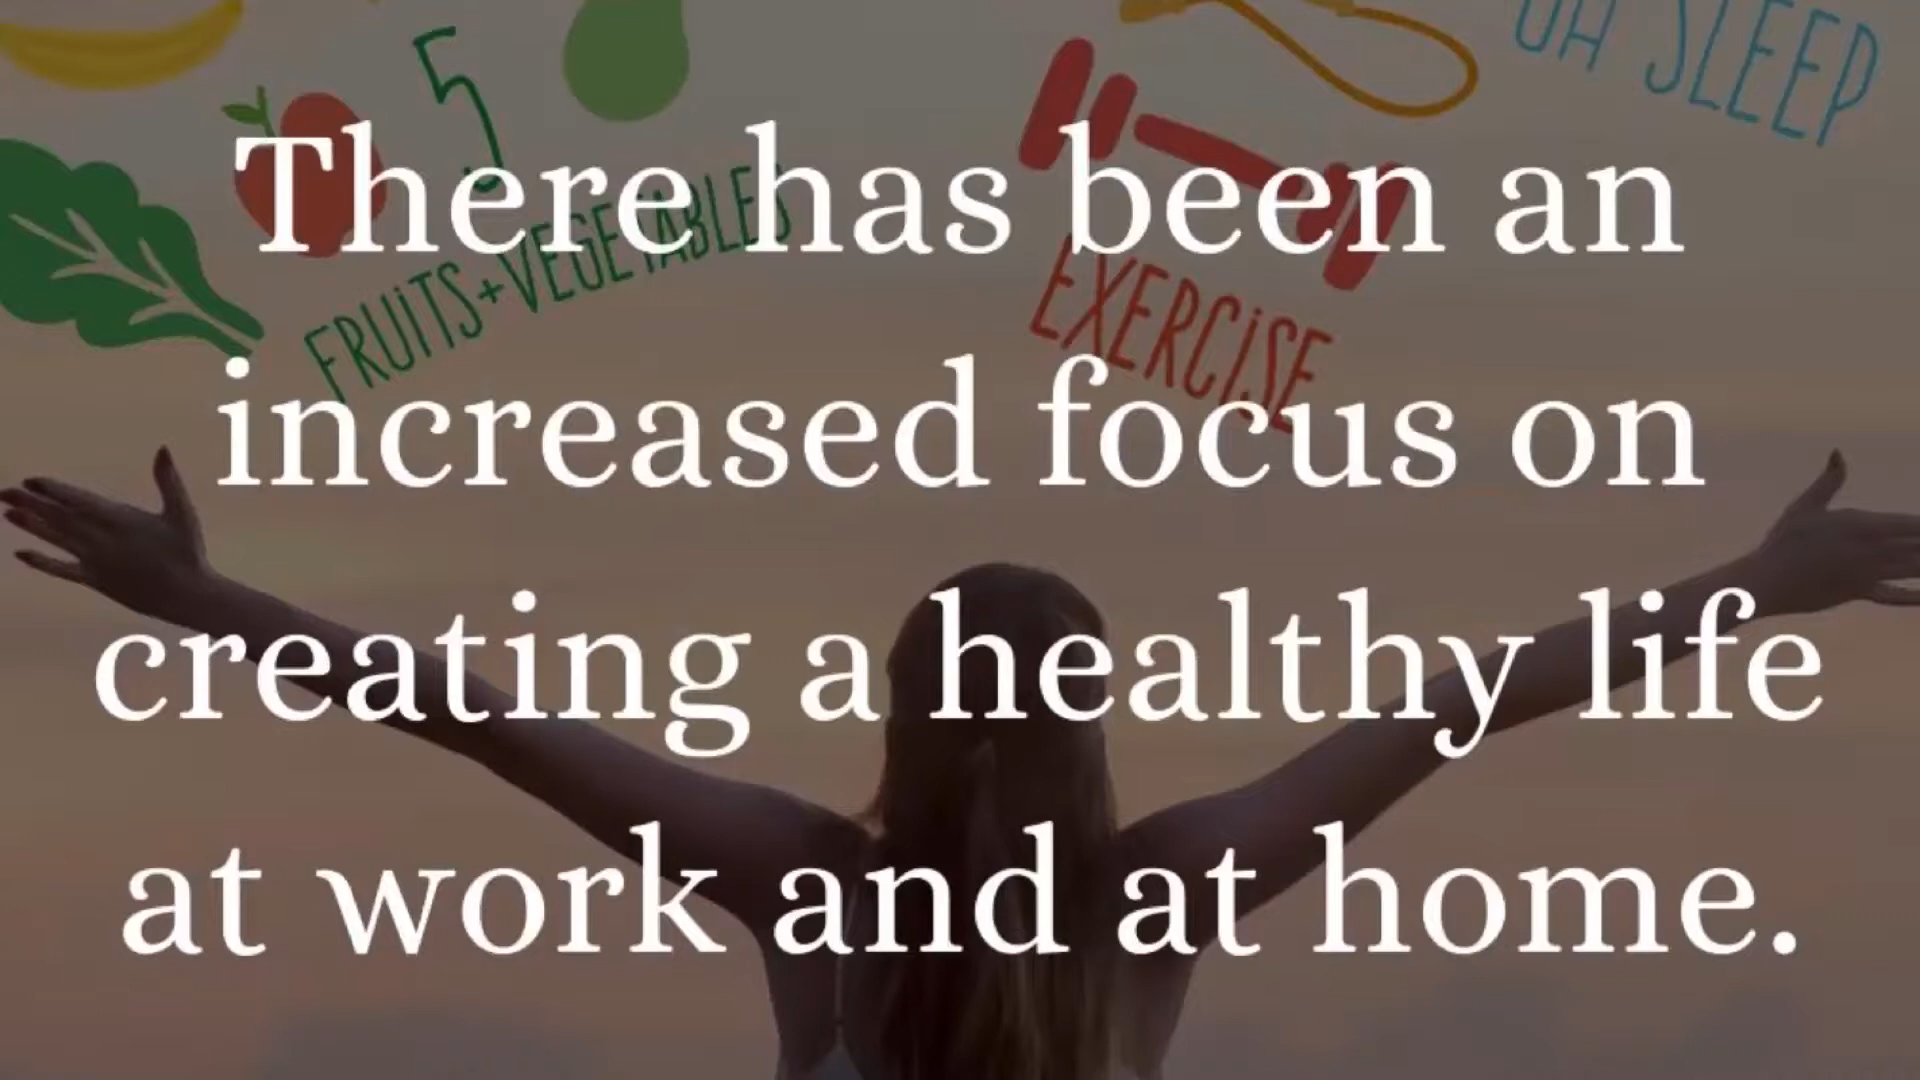 5
FRUITS+VEGETABLES
EXERCISE
SLEEP
There has been an
increased focus on
creating a healthy life
at work and at home.